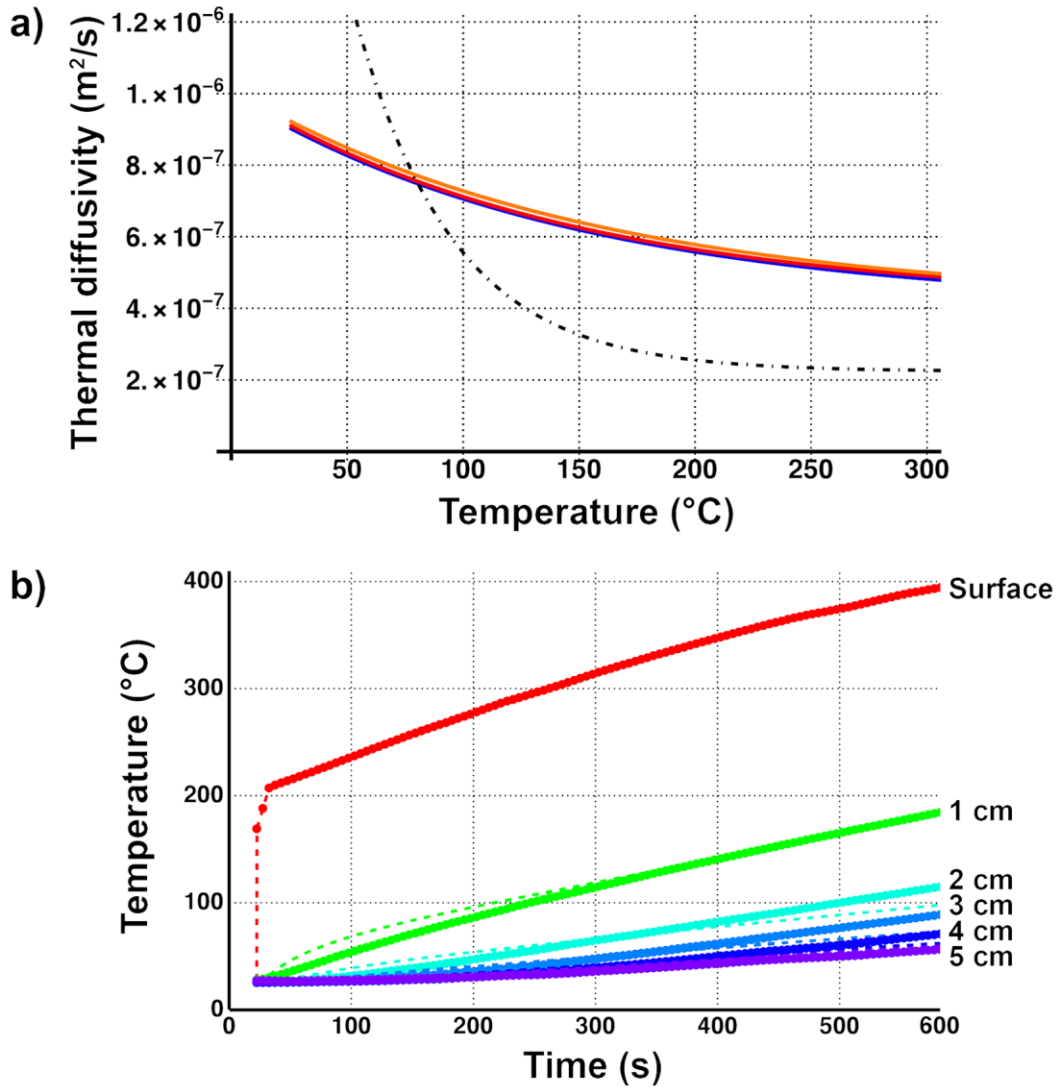 a)
Thermal diffusivity (m²/s)
1.2×10⁻⁶
1.×10⁻⁶
8.×10⁻⁷
6.×10⁻⁷
4.×10⁻⁷
2.×10⁻⁷
50 100 150 200 250 300
Temperature (°C)
b)
Temperature (°C)
400
300
200
100
0
Surface
1 cm
2 cm
3 cm
4 cm
5 cm
0 100 200 300 400 500 600
Time (s)